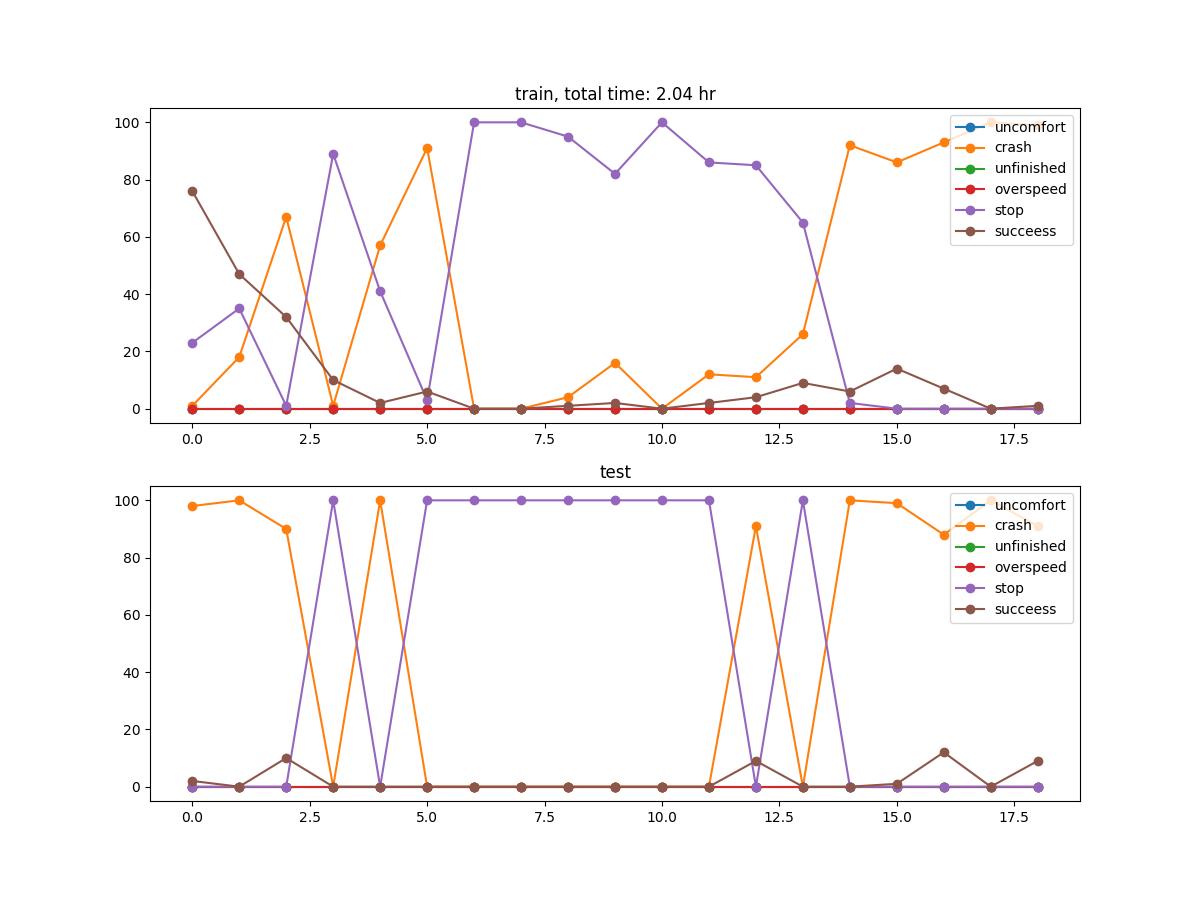 train, total time: 2.04 hr
100
80
60
40
20
0
uncomfort
crash
unfinished
overspeed
stop
succeess
0.0 2.5 5.0 7.5 10.0 12.5 15.0 17.5
test
100
80
60
40
20
0
uncomfort
crash
unfinished
overspeed
stop
succeess
0.0 2.5 5.0 7.5 10.0 12.5 15.0 17.5